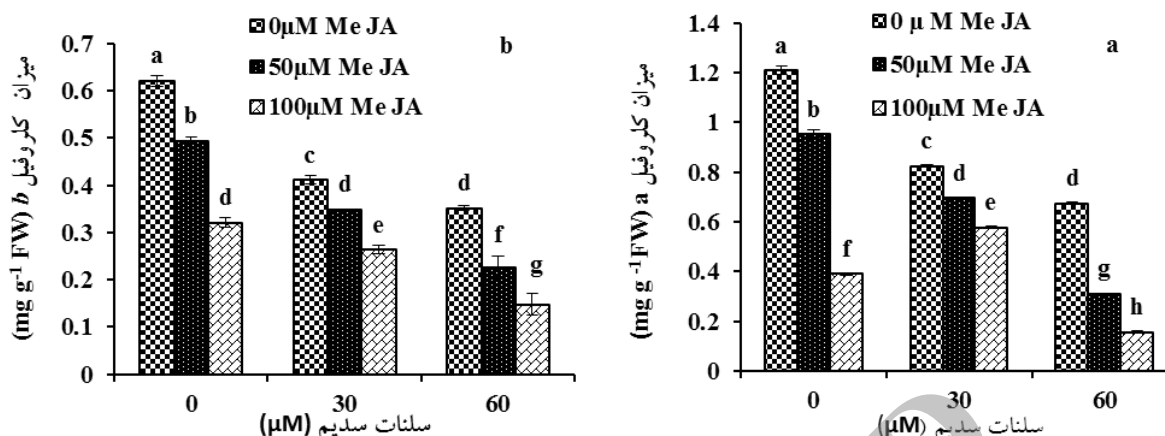 0µM Me JA
50µM Me JA
100µM Me JA
b
میزان کلروفیل b (mg g-1 FW)
0.7
0.6
0.5
0.4
0.3
0.2
0.1
0
a
b
d
c
d
e
d
f
g
0
30
60
سلنات سدیم (µM)
0 µ M Me JA
50µM Me JA
100µM Me JA
a
میزان کلروفیل a (mg g -1 FW)
1.4
1.2
1
0.8
0.6
0.4
0.2
0
a
b
f
c
d
e
d
g
h
0
30
60
سلنات سدیم (µM)